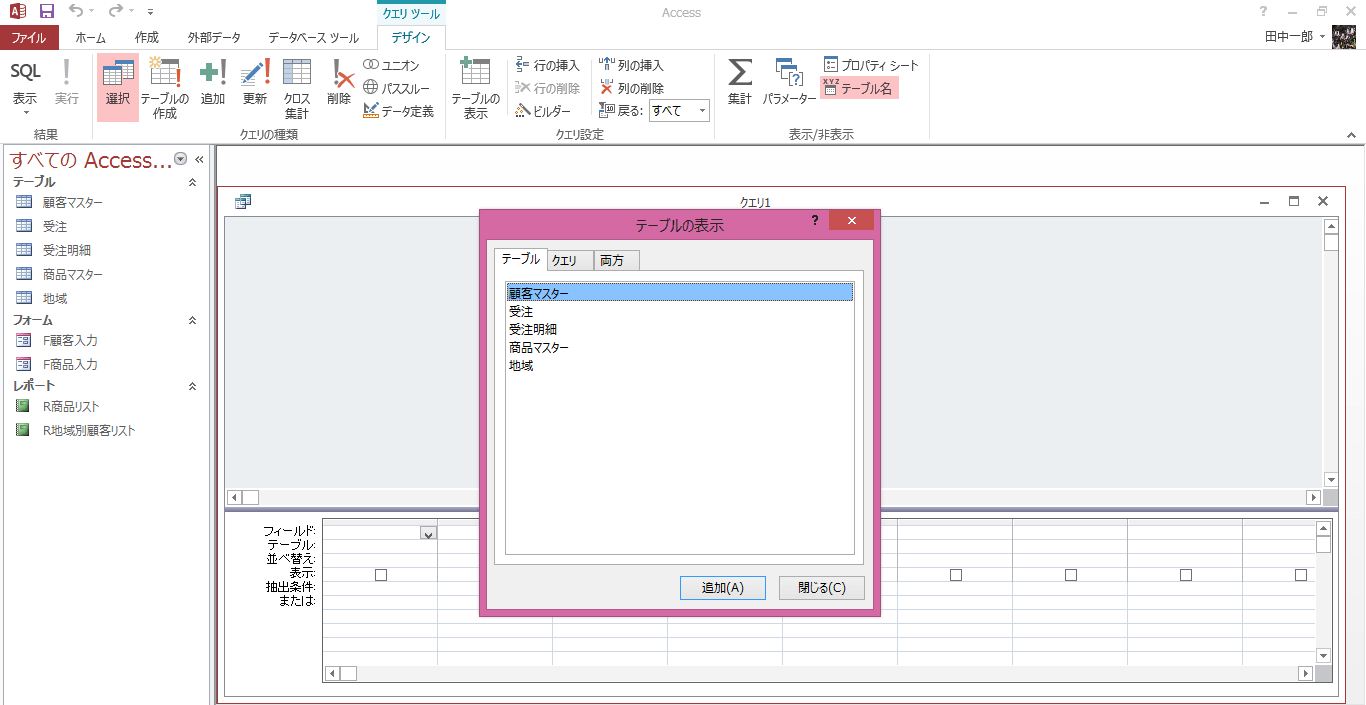 クエリ ツール
Access
?
ファイル
ホーム
作成
外部データ
データベース ツール
デザイン
田中一郎
SQL
表示
実行
結果
選択
テーブルの
作成
追加
更新
クロス
集計
削除
ユニオン
パススルー
データ定義
クエリの種類
テーブルの
表示
行の挿入
行の削除
ビルダー
列の挿入
列の削除
戻る: すべて
クエリ設定
集計
パラメーター
プロパティ シート
XYZ
テーブル名
表示/非表示
すべての Access...
テーブル
顧客マスター
受注
受注明細
商品マスター
地域
フォーム
F顧客入力
F商品入力
レポート
R商品リスト
R地域別顧客リスト
クエリ1
テーブルの表示
?
テーブル
クエリ
両方
顧客マスター
受注
受注明細
商品マスター
地域
追加(A)
閉じる(C)
フィールド:
テーブル:
並べ替え:
表示:
抽出条件:
または: